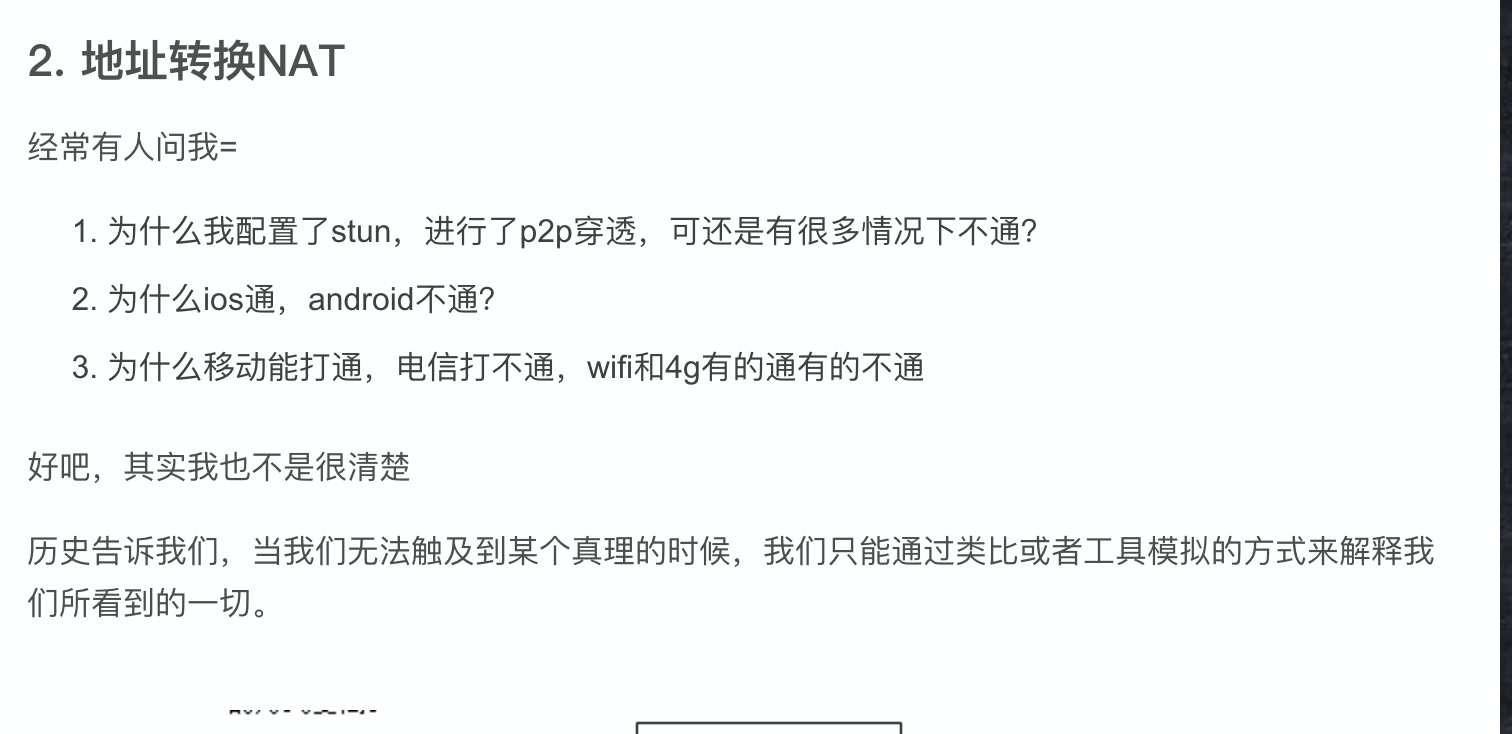 2. 地址转换NAT
经常有人问我=
1. 为什么我配置了stun，进行了p2p穿透，可还是有很多情况下不通？
2. 为什么ios通，android不通？
3. 为什么移动能打通，电信打不通，wifi和4g有的通有的不通
好吧，其实我也不是很清楚
历史告诉我们，当我们无法触及到某个真理的时候，我们只能通过类比或者工具模拟的方式来解释我
们所看到的一切。